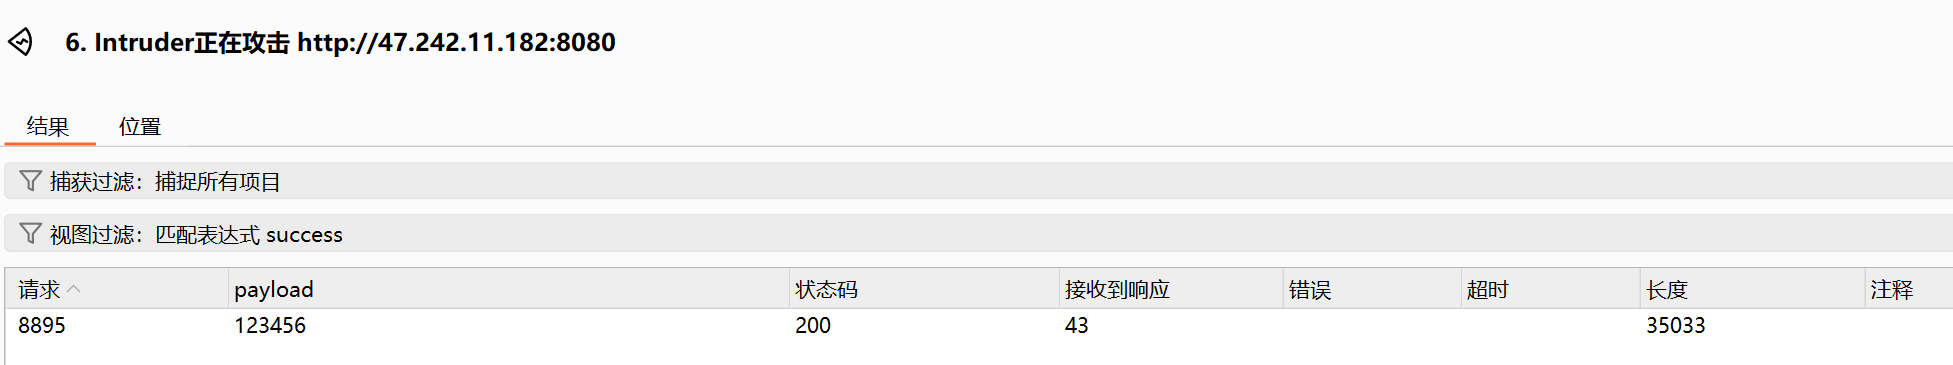 6. Intruder正在攻击 http://47.242.11.182:8080
结果 位置
捕获过滤：捕捉所有项目
视图过滤：匹配表达式 success
请求 payload 状态码 接收到响应 错误 超时 长度 注释
8895 123456 200 43 35033